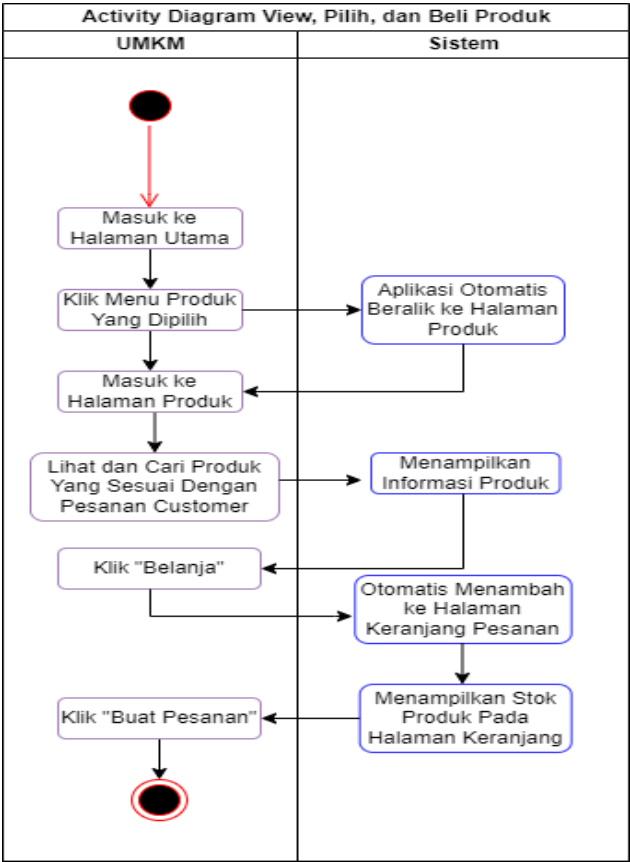 Activity Diagram View, Pilih, dan Beli Produk
UMKM
Sistem
Masuk ke
Halaman Utama
Klik Menu Produk
Yang Dipilih
Aplikasi Otomatis
Beralik ke Halaman
Produk
Masuk ke
Halaman Produk
Lihat dan Cari Produk
Yang Sesuai Dengan
Pesanan Customer
Menampilkan
Informasi Produk
Klik "Belanja"
Otomatis Menambah
ke Halaman
Keranjang Pesanan
Menampilkan Stok
Produk Pada
Halaman Keranjang
Klik "Buat Pesanan"